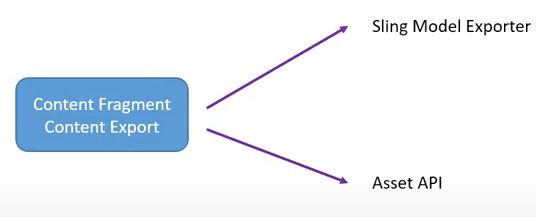 Sling Model Exporter
Content Fragment
Content Export
Asset API